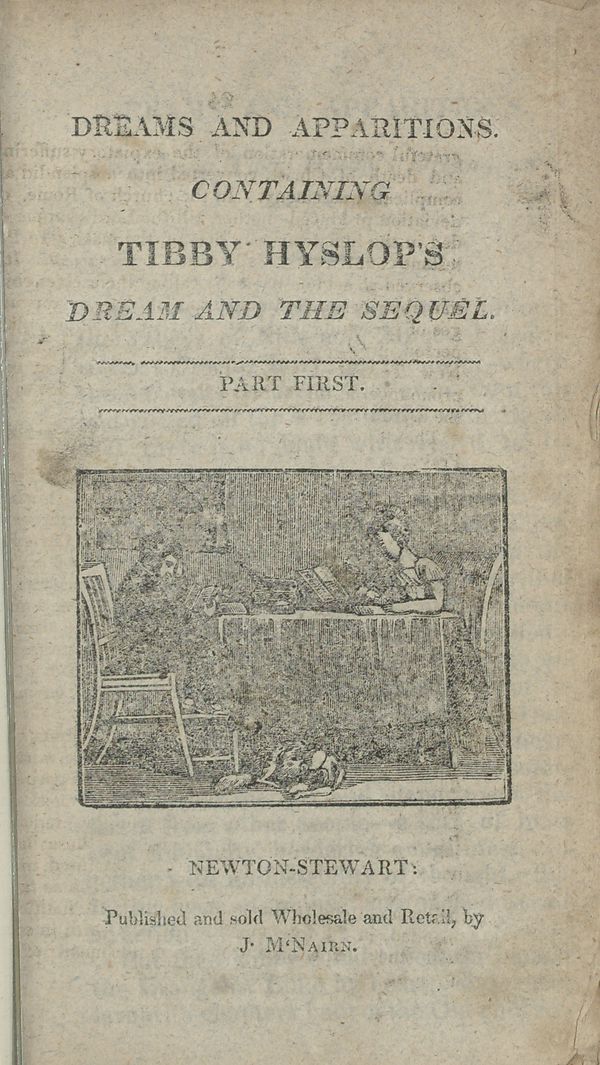 DREAMS AND APPARITIONS.
CONTAINING
TIBBY HYSLOP'S
DREAM AND THE SEQUEL.
PART FIRST.
NEWTON-STEWART:
Published and sold Wholesale and Retail, by
J. M‘NAIRN.